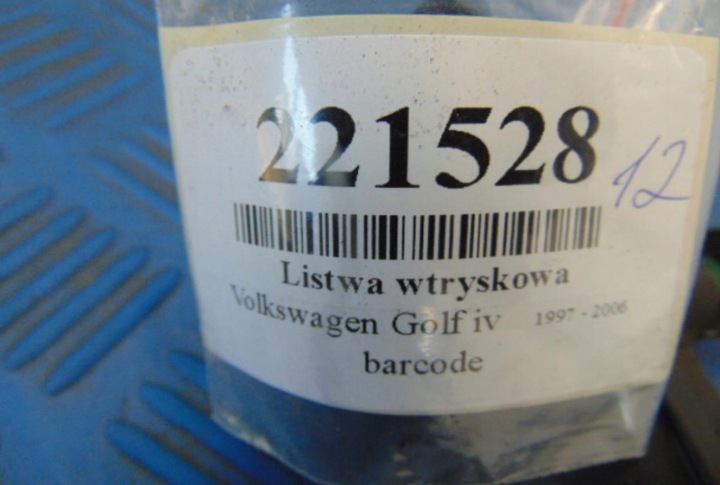 221528
12
Listwa wtryskowa
Volkswagen Golf iv 1997 - 2006
barcode